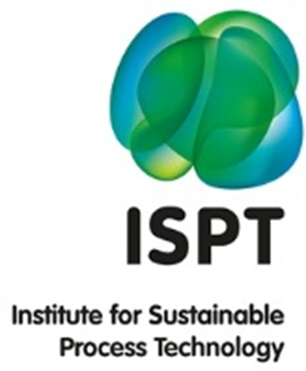 ISPT
Institute for Sustainable
Process Technology